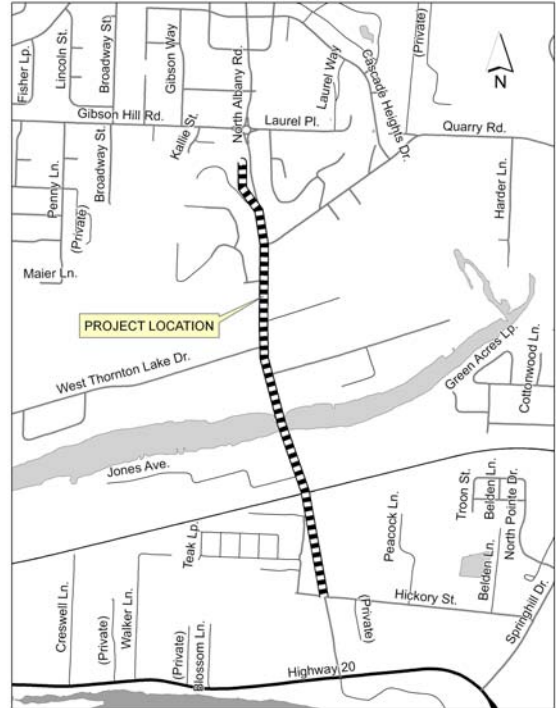 Fisher Lp.
Lincoln St.
Broadway St.
Gibson Way
North Albany Rd.
Laurel Way
Cascade Heights Dr.
(Private)
N
Gibson Hill Rd.
Kallie St.
Laurel Pl.
Quarry Rd.
Penny Ln.
(Private)
Broadway St.
Harder Ln.
Maier Ln.
PROJECT LOCATION
West Thornton Lake Dr.
Green Acres Lp.
Cottonwood Ln.
Jones Ave.
Teak Lp.
Peacock Ln.
Troon St.
Belden Ln.
North Pointe Dr.
Belden Ln.
Creswell Ln.
(Private)
Walker Ln.
(Private)
Blossom Ln.
(Private)
Hickory St.
Springhill Dr.
Highway 20